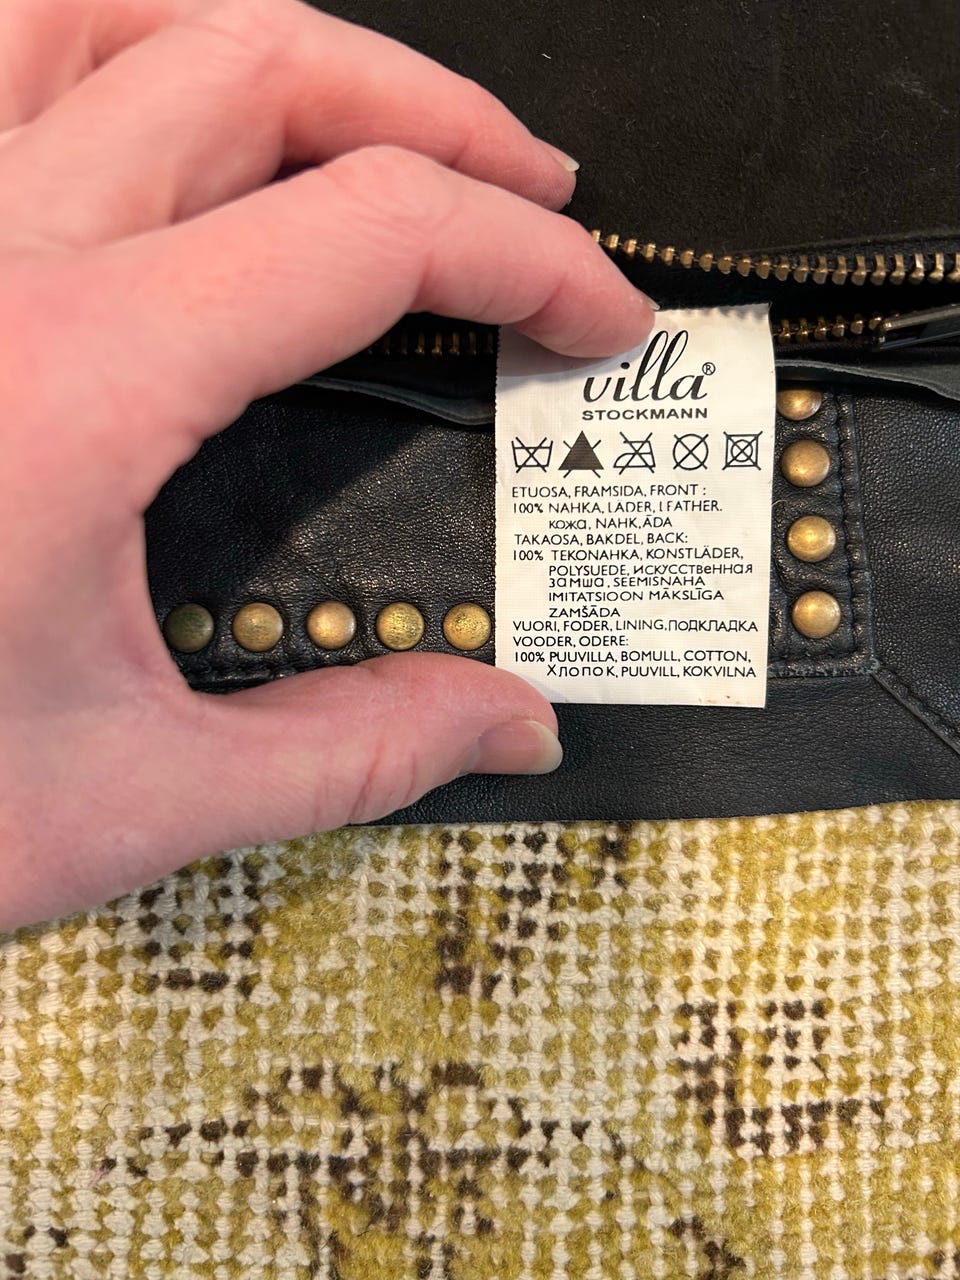 villa®
STOCKMANN
ETUOSA, FRAMSIDA, FRONT :
100% NAHKA, LÄDER, LEATHER.
кожа, NAHK, ĀDA
TAKAOSA, BAKDEL, BACK:
100% TEKONAHKA, KONSTLÄDER,
POLYSUEDE, ИСКУССТВЕННАЯ
ЗАМША, SEEMISNAHA
IMITATSIOON MĀKSLĪGA
ZAMŠĀDA
VUORI, FODER, LINING, ПОДКЛАДКА
VOODER, ODERE:
100% PUUVILLA, BOMULL, COTTON,
Хлопок, PUUVILL, KOKVILNA